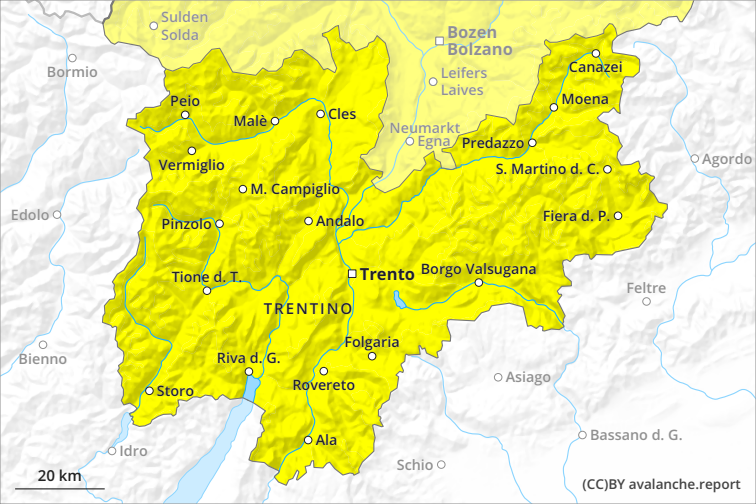 Sulden
Solda
Bozen
Bolzano
Canazei
Bormio
Leifers
Laives
Peio
Moena
Malè
Cles
Neumarkt
Egna
Predazzo
Vermiglio
Agordo
S. Martino d. C.
M. Campiglio
Edolo
Pinzolo
Andalo
Fiera d. P.
Tione d. T.
Trento
Borgo Valsugana
Feltre
TRENTINO
Folgaria
Bienno
Riva d. G.
Rovereto
Asiago
Storo
Ala
Bassano d. G.
Idro
Schio
20 km
(CC)BY avalanche.report